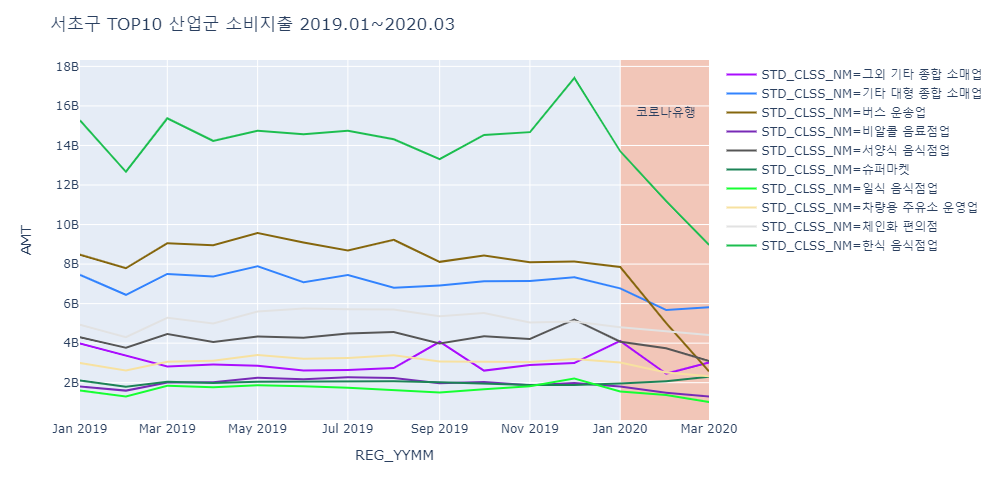 서초구 TOP10 산업군 소비지출 2019.01~2020.03
18B
16B
14B
12B
10B
8B
6B
4B
2B
AMT
Jan 2019
Mar 2019
May 2019
Jul 2019
Sep 2019
Nov 2019
Jan 2020
Mar 2020
REG_YYMM
코로나유행
STD_CLSS_NM=그외 기타 종합 소매업
STD_CLSS_NM=기타 대형 종합 소매업
STD_CLSS_NM=버스 운송업
STD_CLSS_NM=비알콜 음료점업
STD_CLSS_NM=서양식 음식점업
STD_CLSS_NM=슈퍼마켓
STD_CLSS_NM=일식 음식점업
STD_CLSS_NM=차량용 주유소 운영업
STD_CLSS_NM=체인화 편의점
STD_CLSS_NM=한식 음식점업